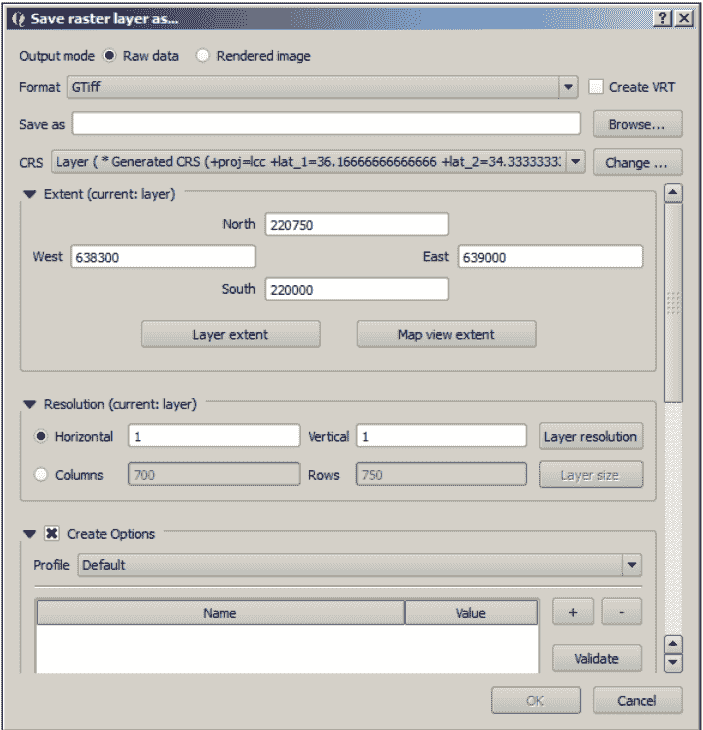 Save raster layer as...
Output mode Raw data Rendered image
Format GTiff Create VRT
Save as Browse...
CRS Layer ( * Generated CRS (+proj=lcc +lat_1=36.16666666666666 +lat_2=34.33333333: Change ...
Extent (current: layer)
North 220750
West 638300 East 639000
South 220000
Layer extent Map view extent
Resolution (current: layer)
Horizontal 1 Vertical 1 Layer resolution
Columns 700 Rows 750 Layer size
Create Options
Profile Default
Name Value + -
Validate
OK Cancel